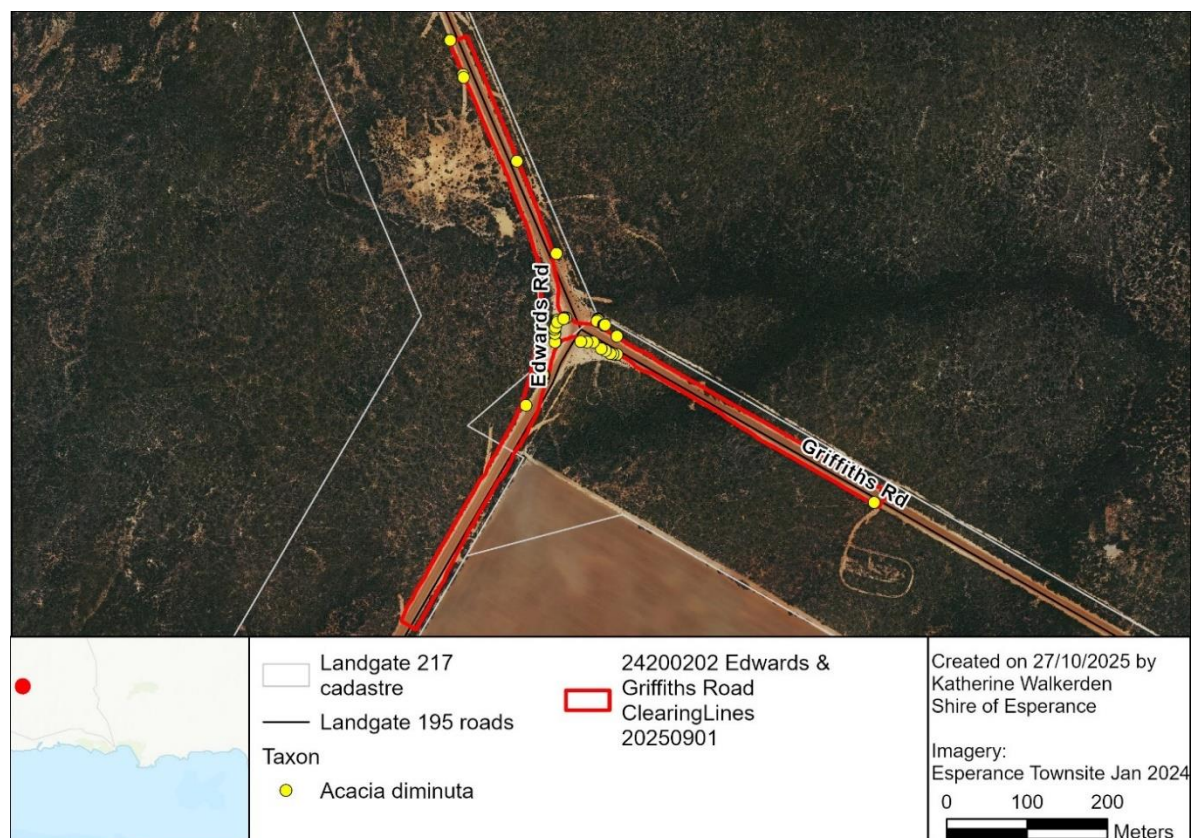 Edwards Rd
Griffiths Rd
Landgate 217
cadastre
Landgate 195 roads
Taxon
Acacia diminuta
24200202 Edwards &
Griffiths Road
ClearingLines
20250901
Created on 27/10/2025 by
Katherine Walkerden
Shire of Esperance
Imagery:
Esperance Townsite Jan 2024
0 100 200
Meters